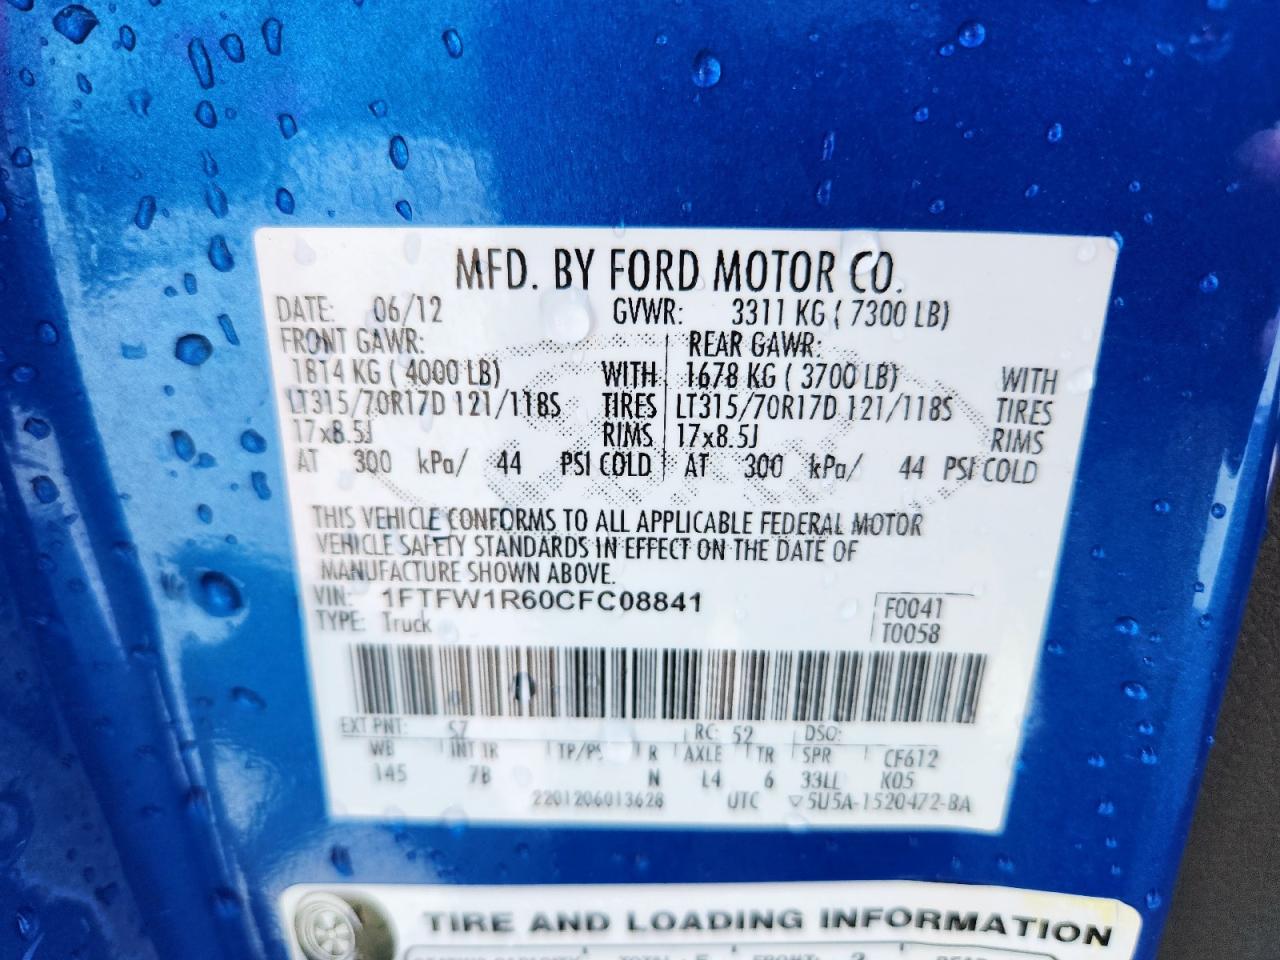 MFD. BY FORD MOTOR CO.
DATE: 06/12 GVWR: 3311 KG ( 7300 LB)
FRONT GAWR: REAR GAWR:
1814 KG ( 4000 LB) WITH 1678 KG ( 3700 LB) WITH
LT315/70R17D 121/118S TIRES LT315/70R17D 121/118S TIRES
17x8.5J RIMS 17x8.5J RIMS
AT 300 kPa/ 44 PSI COLD AT 300 kPa/ 44 PSI COLD
THIS VEHICLE CONFORMS TO ALL APPLICABLE FEDERAL MOTOR
VEHICLE SAFETY STANDARDS IN EFFECT ON THE DATE OF
MANUFACTURE SHOWN ABOVE.
VIN: 1FTFW1R60CFC08841 F0041
TYPE: Truck T0058
EXT PNT: S7 RC: 52 DSO:
WB INT TR TP/PS R AXLE TR SPR CF612
145 7B N L4 6 33LL K05
2201206013628 UTC ▽5U5A-1520472-BA
TIRE AND LOADING INFORMATION